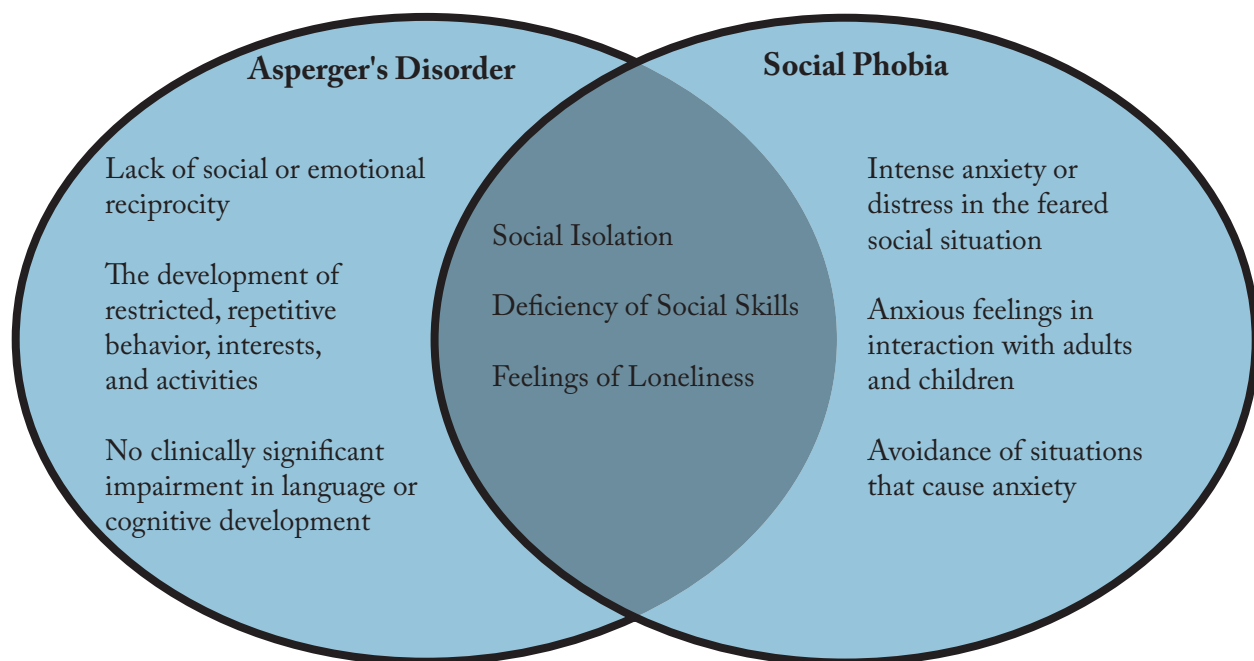 Asperger's Disorder
Lack of social or emotional
reciprocity
The development of
restricted, repetitive
behavior, interests,
and activities
No clinically significant
impairment in language or
cognitive development
Social Isolation
Deficiency of Social Skills
Feelings of Loneliness
Social Phobia
Intense anxiety or
distress in the feared
social situation
Anxious feelings in
interaction with adults
and children
Avoidance of situations
that cause anxiety